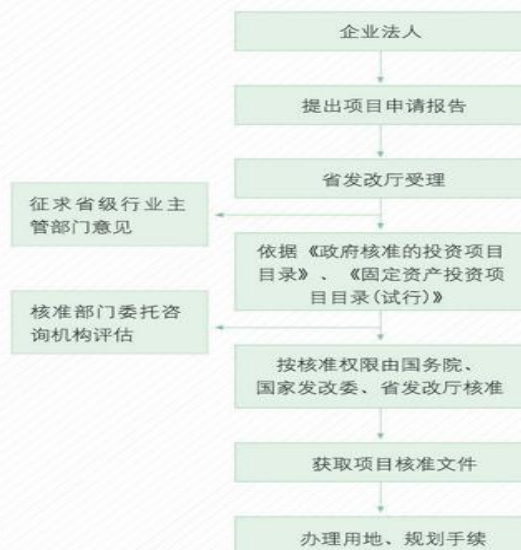 企业法人
提出项目申请报告
省发改厅受理
征求省级行业主
管部门意见
依据《政府核准的投资项目
目录》、《固定资产投资项
目目录(试行)》
核准部门委托咨
询机构评估
按核准权限由国务院、
国家发改委、省发改厅核准
获取项目核准文件
办理用地、规划手续